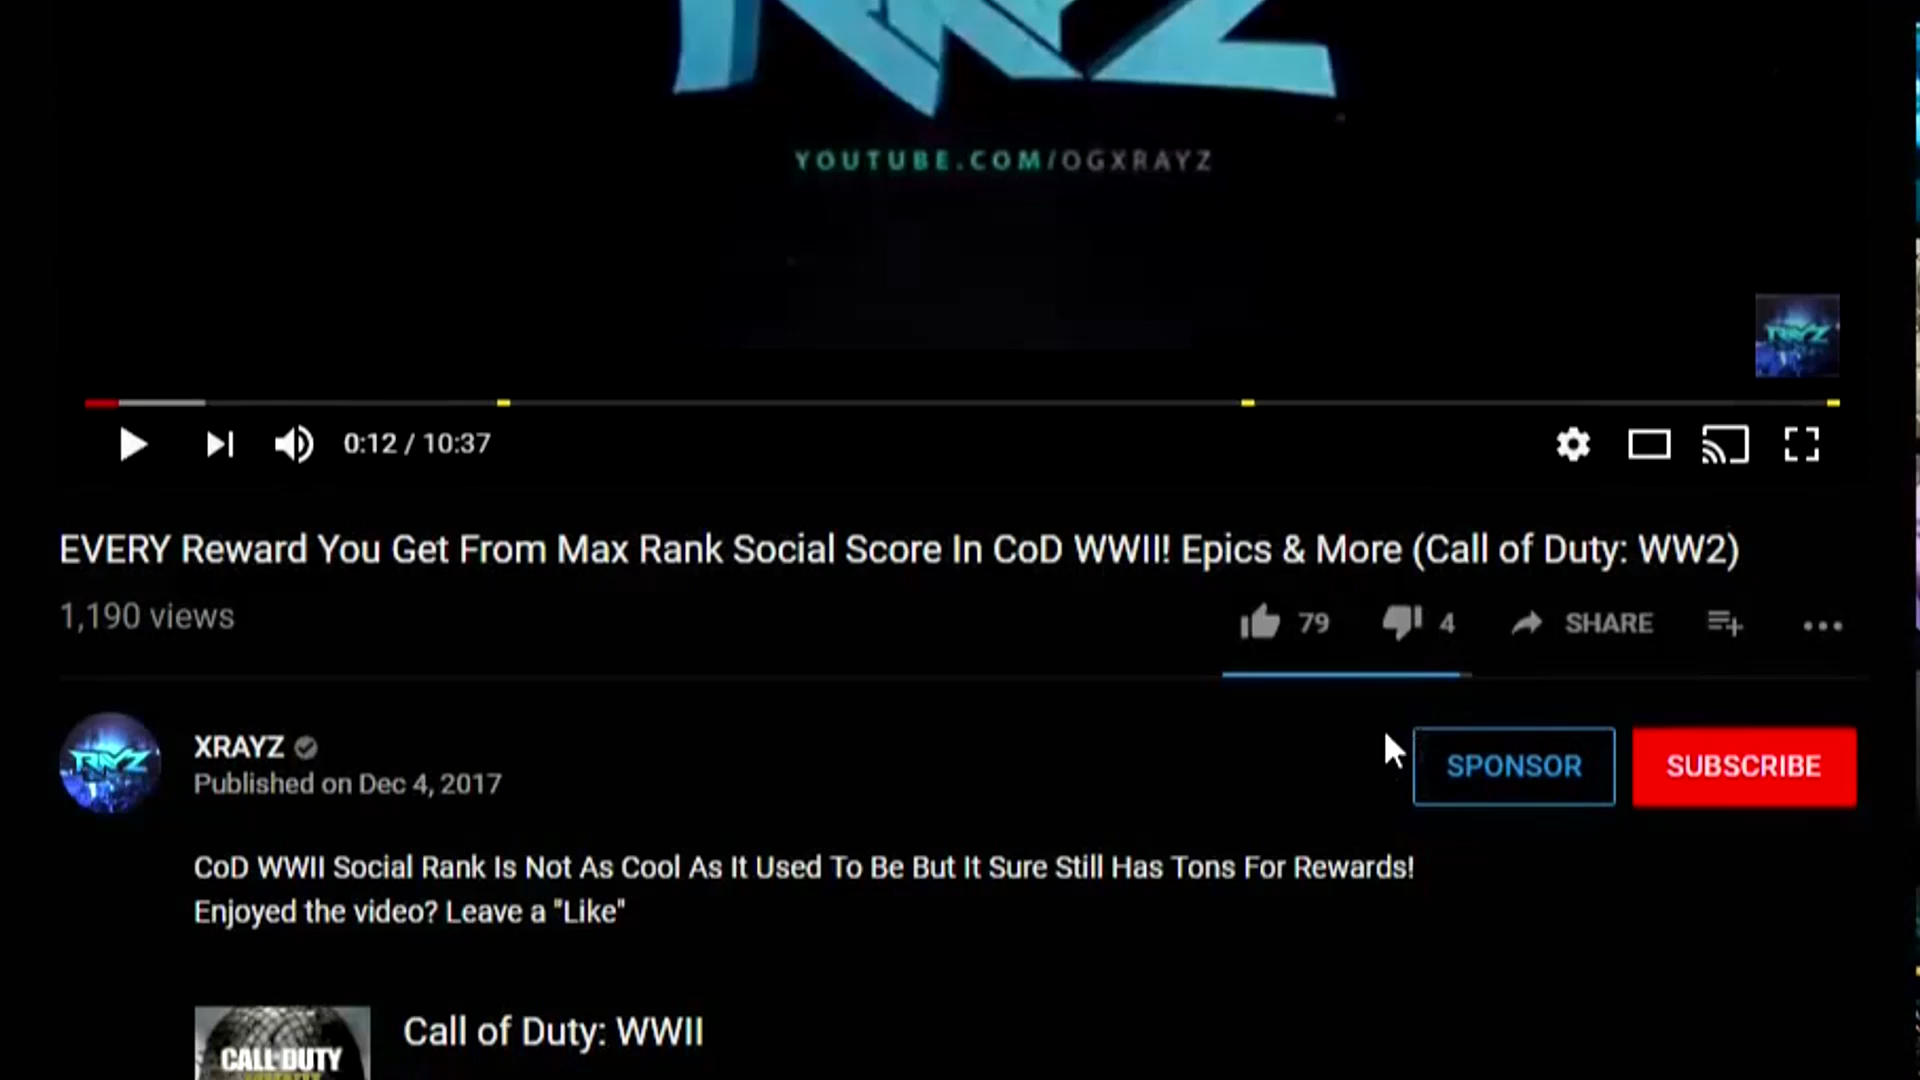 YOUTUBE.COM/OGXRAYZ
RAYZ
0:12 / 10:37
EVERY Reward You Get From Max Rank Social Score In CoD WWII! Epics & More (Call of Duty: WW2)
1,190 views
79 4 SHARE
RAYZ
XRAYZ
SPONSOR SUBSCRIBE
Published on Dec 4, 2017
CoD WWII Social Rank Is Not As Cool As It Used To Be But It Sure Still Has Tons For Rewards!
Enjoyed the video? Leave a "Like"
Call of Duty: WWII
CALL OF DUTY